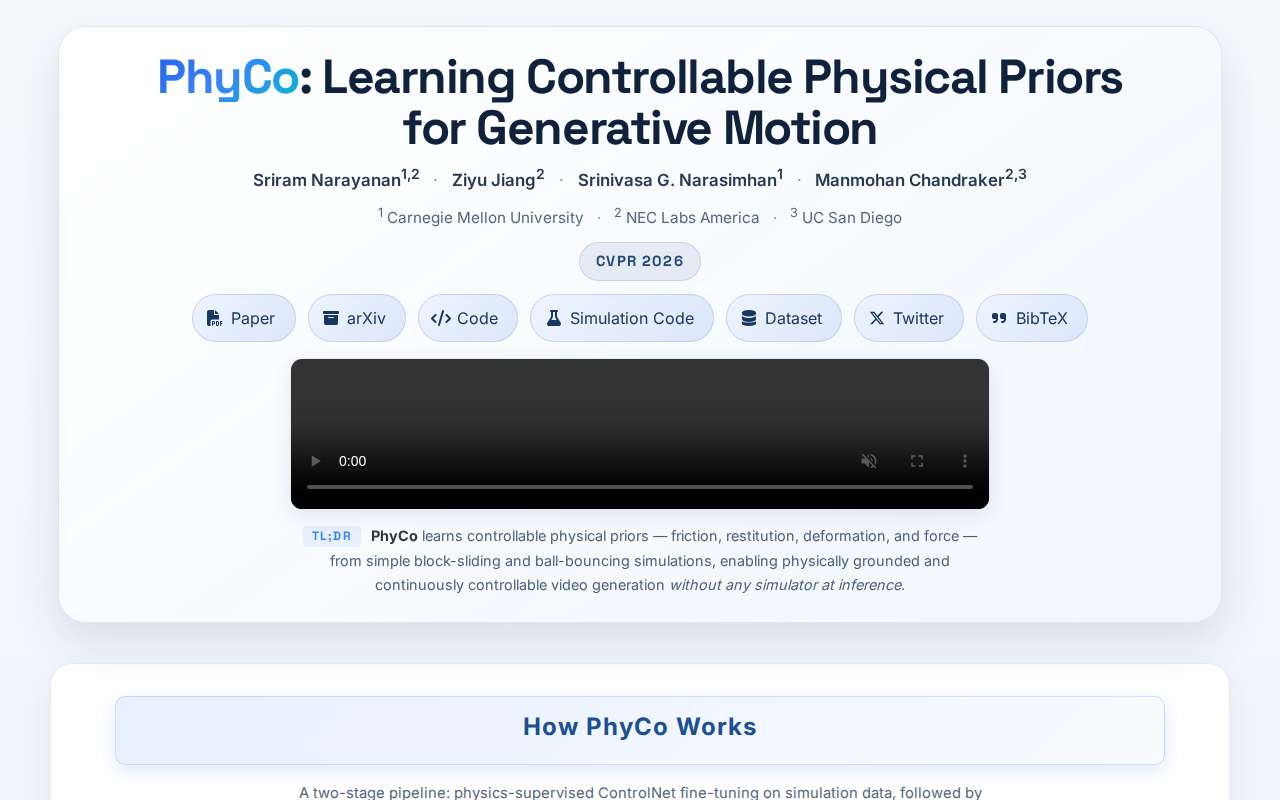 PhyCo: Learning Controllable Physical Priors
for Generative Motion
Sriram Narayanan1,2 · Ziyu Jiang2 · Srinivasa G. Narasimhan1 · Manmohan Chandraker2,3
1 Carnegie Mellon University · 2 NEC Labs America · 3 UC San Diego
CVPR 2026
Paper arXiv Code Simulation Code Dataset Twitter BibTeX
0:00
TL;DR PhyCo learns controllable physical priors — friction, restitution, deformation, and force —
from simple block-sliding and ball-bouncing simulations, enabling physically grounded and
continuously controllable video generation without any simulator at inference.
How PhyCo Works
A two-stage pipeline: physics-supervised ControlNet fine-tuning on simulation data, followed by